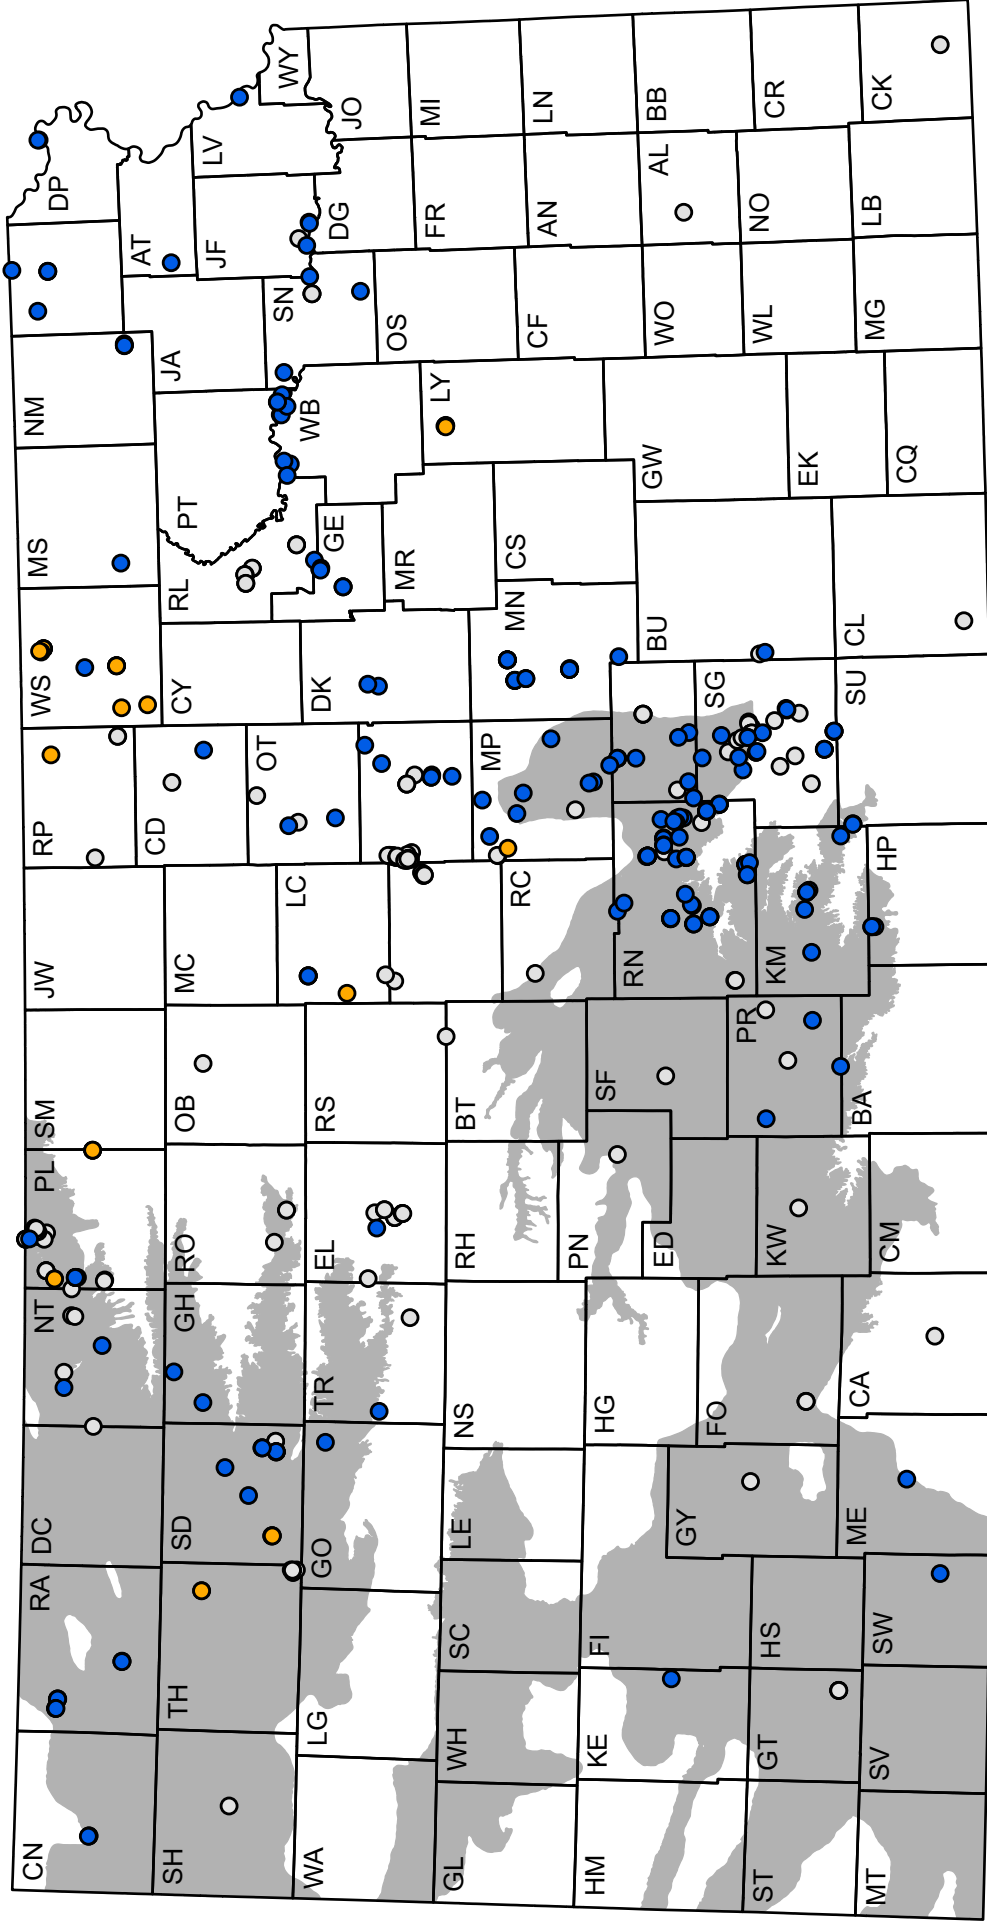 CN
RA
DC
NT
PL
SM
JW
RP
WS
MS
NM
DP
SH
TH
SD
GH
RO
OB
MC
CD
CY
RL
PT
JA
AT
JF
LV
WY
WA
LG
GO
TR
EL
RS
LC
OT
DK
GE
WB
SN
DG
JO
GL
WH
SC
LE
NS
RH
BT
RC
MP
MN
MR
CS
LY
OS
CF
FR
AN
MI
LN
HM
KE
FI
HG
PN
ED
SF
RN
BU
GW
WO
AL
BB
ST
GT
HS
GY
FO
KW
PR
KM
SG
EK
WL
NO
CR
MT
SV
SW
ME
CA
CM
BA
HP
SU
CL
CQ
MG
LB
CK